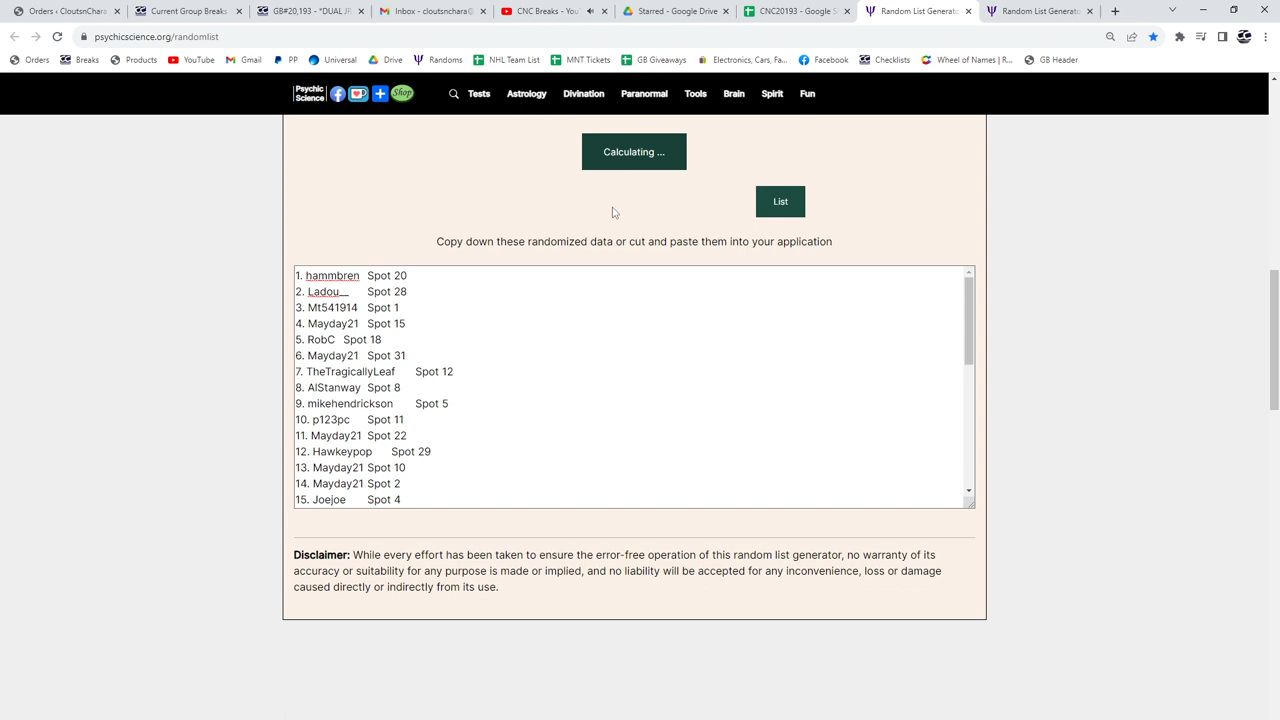 Orders ‹ CloutsnChara
Current Group Breaks
GB#20,193 - *DUAL JF
Inbox - cloutsnchara@
CNC Breaks - You
Starred - Google Drive
CNC20193 - Google S
Random List Generato
Random List Generato
psychicscience.org/randomlist
Orders
Breaks
Products
YouTube
Gmail
PP
Universal
Drive
Randoms
NHL Team List
MNT Tickets
GB Giveaways
Electronics, Cars, Fa...
Facebook
Checklists
Wheel of Names | R...
GB Header
Psychic Science
Shop
Tests
Astrology
Divination
Paranormal
Tools
Brain
Spirit
Fun
Calculating ...
List
Copy down these randomized data or cut and paste them into your application
1. hammbren Spot 20
2. Ladou__ Spot 28
3. Mt541914 Spot 1
4. Mayday21 Spot 15
5. RobC Spot 18
6. Mayday21 Spot 31
7. TheTragicallyLeaf Spot 12
8. AlStanway Spot 8
9. mikehendrickson Spot 5
10. p123pc Spot 11
11. Mayday21 Spot 22
12. Hawkeypop Spot 29
13. Mayday21 Spot 10
14. Mayday21 Spot 2
15. Joejoe Spot 4
Disclaimer: While every effort has been taken to ensure the error-free operation of this random list generator, no warranty of its
accuracy or suitability for any purpose is made or implied, and no liability will be accepted for any inconvenience, loss or damage
caused directly or indirectly from its use.